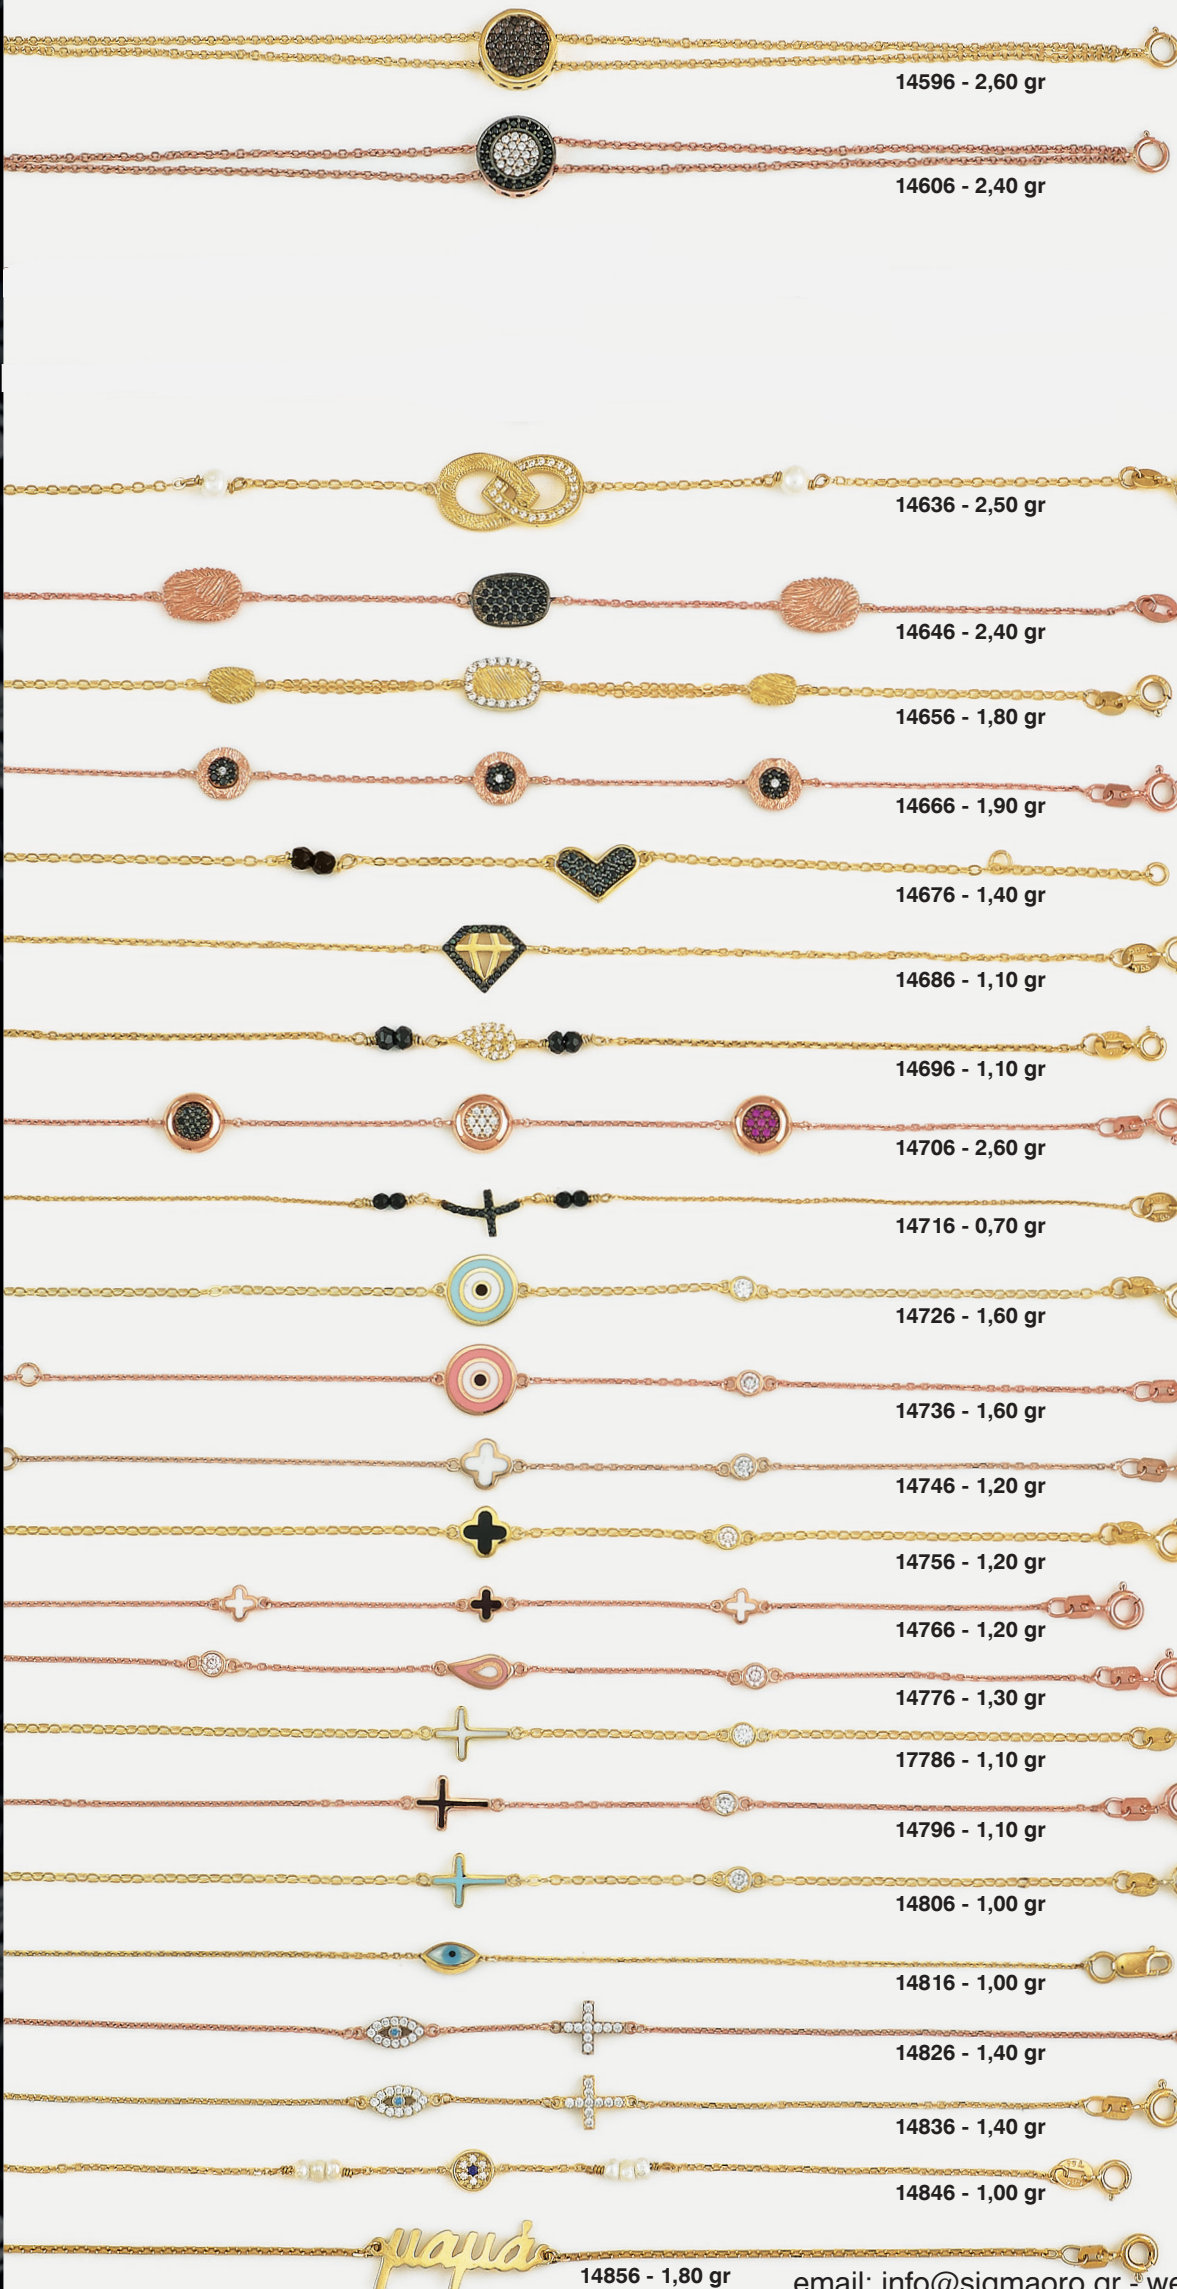 14596 - 2,60 gr
14606 - 2,40 gr
14636 - 2,50 gr
14646 - 2,40 gr
14656 - 1,80 gr
14666 - 1,90 gr
14676 - 1,40 gr
14686 - 1,10 gr
14696 - 1,10 gr
14706 - 2,60 gr
14716 - 0,70 gr
14726 - 1,60 gr
14736 - 1,60 gr
14746 - 1,20 gr
14756 - 1,20 gr
14766 - 1,20 gr
14776 - 1,30 gr
17786 - 1,10 gr
14796 - 1,10 gr
14806 - 1,00 gr
14816 - 1,00 gr
14826 - 1,40 gr
14836 - 1,40 gr
14846 - 1,00 gr
μαμά
14856 - 1,80 gr
email: info@sigmaoro.gr - we